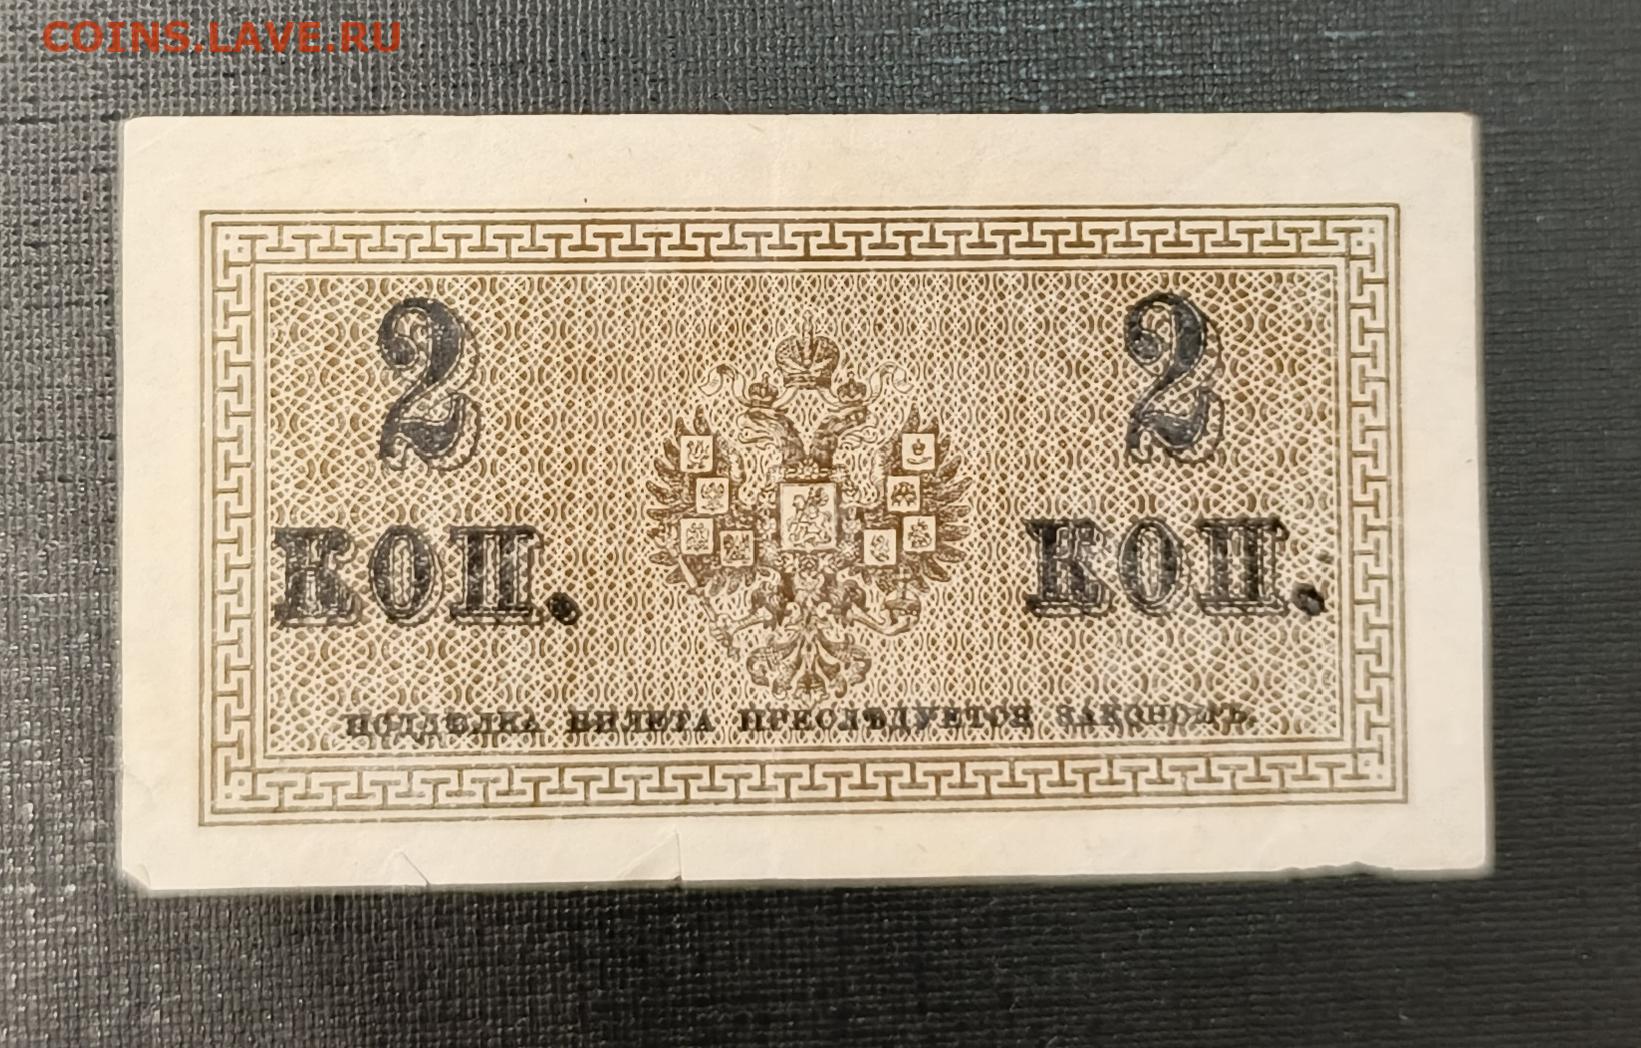 COINS.LAVE.RU
2 2
КОП. КОП.
ПОДДѢЛКА БИЛЕТА ПРЕСЛѢДУЕТСЯ ЗАКОНОМЪ.